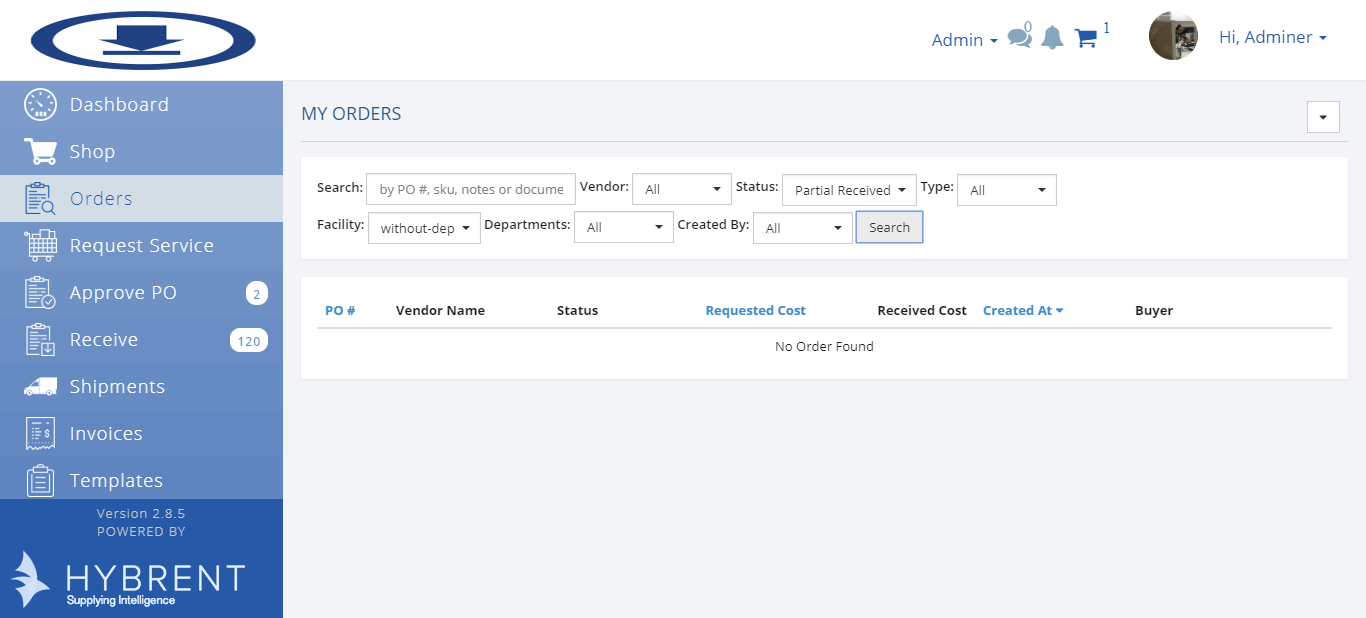 Admin
0
1
Hi, Adminer
Dashboard
Shop
Orders
Request Service
Approve PO 2
Receive 120
Shipments
Invoices
Templates
Version 2.8.5
POWERED BY
HYBRENT
Supplying Intelligence
MY ORDERS
Search: by PO #, sku, notes or docume Vendor: All Status: Partial Received Type: All
Facility: without-dep Departments: All Created By: All Search
PO # Vendor Name Status Requested Cost Received Cost Created At Buyer
No Order Found